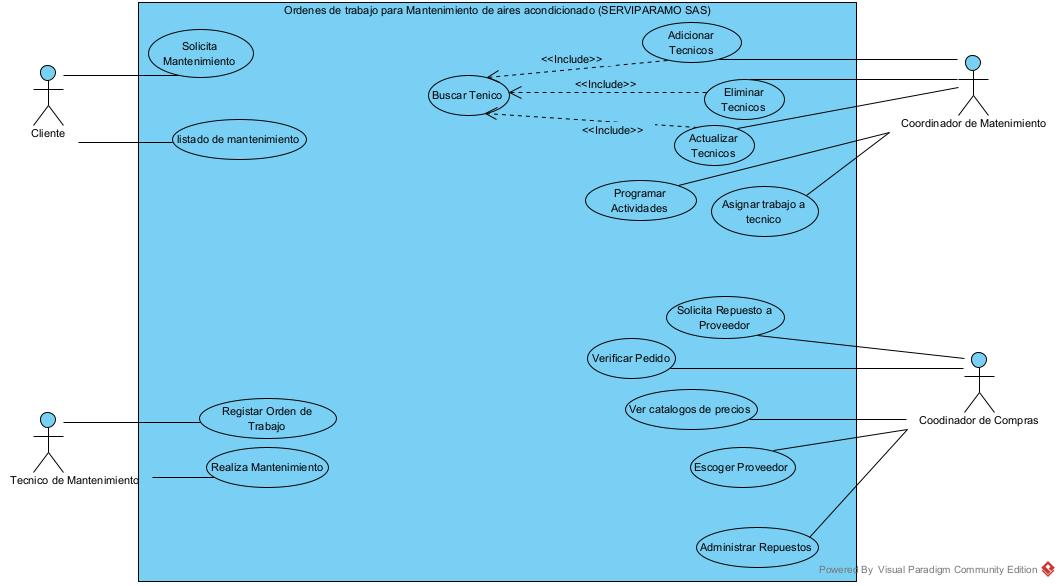 Ordenes de trabajo para Mantenimiento de aires acondicionado (SERVIPARAMO SAS)
Solicita
Mantenimiento
Cliente
listado de mantenimiento
Buscar Tenico
<<Include>>
<<Include>>
<<Include>>
Adicionar
Tecnicos
Eliminar
Tecnicos
Actualizar
Tecnicos
Coordinador de Matenimiento
Programar
Actividades
Asignar trabajo a
tecnico
Solicita Repuesto a
Proveedor
Verificar Pedido
Ver catalogos de precios
Coodinador de Compras
Escoger Proveedor
Administrar Repuestos
Registar Orden de
Trabajo
Realiza Mantenimiento
Tecnico de Mantenimiento
Powered By Visual Paradigm Community Edition